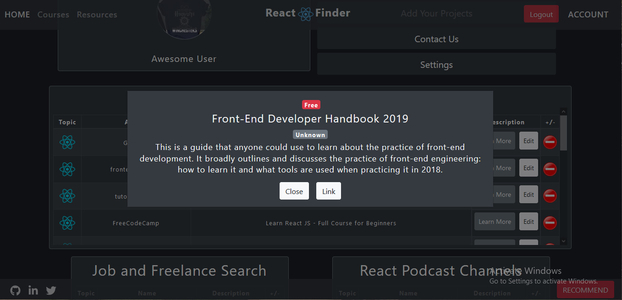 HOME Courses Resources React Finder Add Your Projects Logout ACCOUNT
Awesome User
Contact Us
Settings
Free
Front-End Developer Handbook 2019
Unknown
This is a guide that anyone could use to learn about the practice of front-end
development. It broadly outlines and discusses the practice of front-end engineering:
how to learn it and what tools are used when practicing it in 2018.
Close Link
Topic A escription +/-
G More Edit
fronte More Edit
tuto More Edit
FreeCodeCamp Learn React JS - Full Course for Beginners Learn More Edit
Job and Freelance Search React Podcast Channels
Topic Name Description +/- Topic Name Description +/-
Activate Windows
Go to Settings to activate Windows.
RECOMMEND